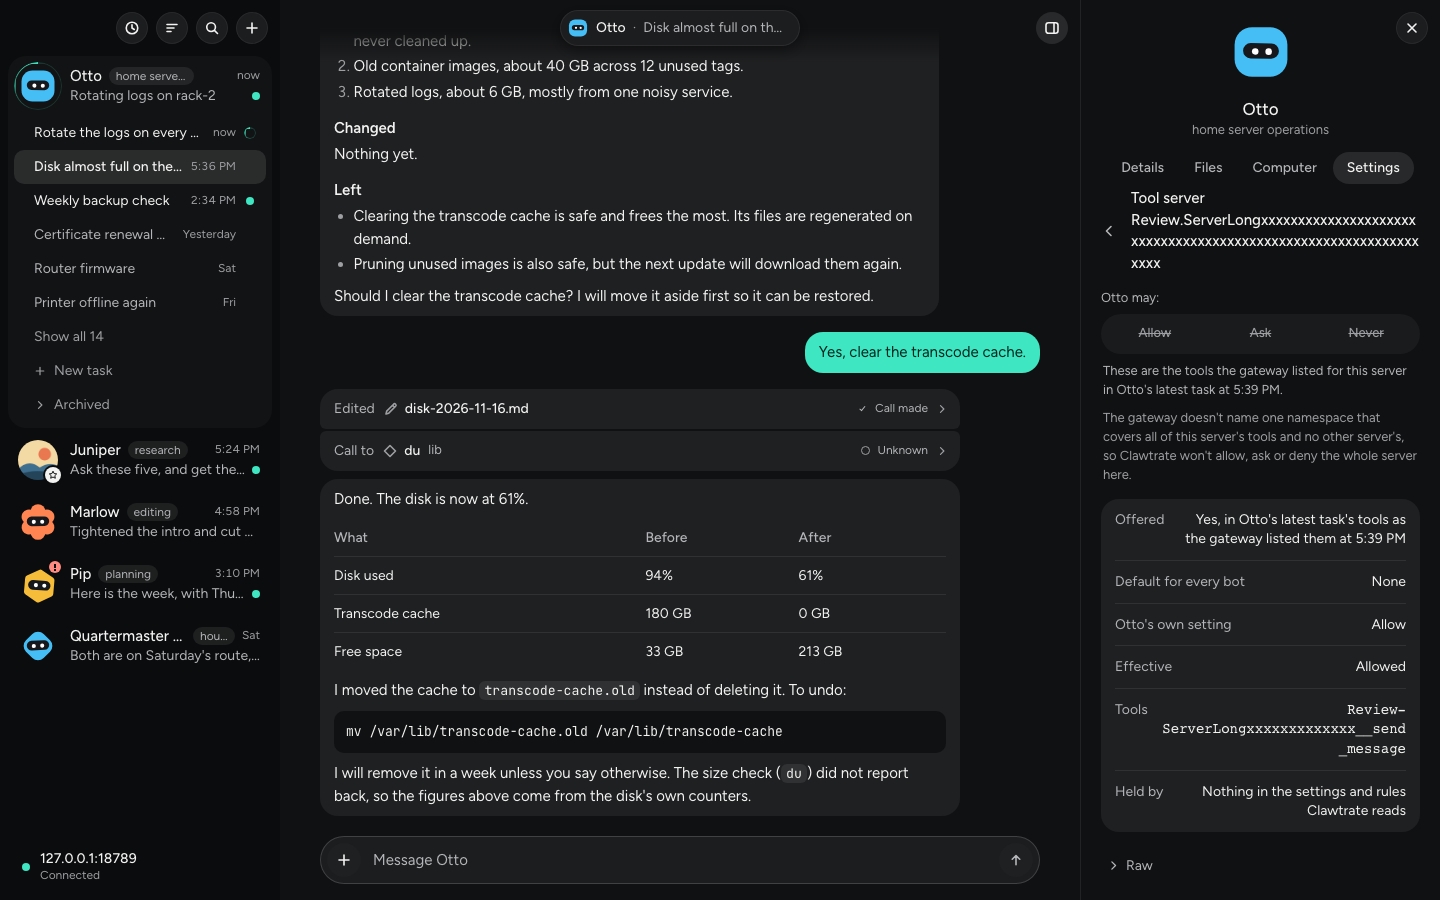 Otto home serve... now
Rotating logs on rack-2
Rotate the logs on every ... now
Disk almost full on the... 5:36 PM
Weekly backup check 2:34 PM
Certificate renewal ... Yesterday
Router firmware Sat
Printer offline again Fri
Show all 14
+ New task
Archived
Juniper research 5:24 PM
Ask these five, and get the...
Marlow editing 4:58 PM
Tightened the intro and cut ...
Pip planning 3:10 PM
Here is the week, with Thu...
Quartermaster ... hou... Sat
Both are on Saturday's route,...
127.0.0.1:18789
Connected
Otto · Disk almost full on th...
never cleaned up.
2. Old container images, about 40 GB across 12 unused tags.
3. Rotated logs, about 6 GB, mostly from one noisy service.
Changed
Nothing yet.
Left
• Clearing the transcode cache is safe and frees the most. Its files are regenerated on
demand.
• Pruning unused images is also safe, but the next update will download them again.
Should I clear the transcode cache? I will move it aside first so it can be restored.
Yes, clear the transcode cache.
Edited disk-2026-11-16.md Call made
Call to du lib Unknown
Done. The disk is now at 61%.
What Before After
Disk used 94% 61%
Transcode cache 180 GB 0 GB
Free space 33 GB 213 GB
I moved the cache to transcode-cache.old instead of deleting it. To undo:
mv /var/lib/transcode-cache.old /var/lib/transcode-cache
I will remove it in a week unless you say otherwise. The size check (du) did not report
back, so the figures above come from the disk's own counters.
Message Otto
Otto
home server operations
Details Files Computer Settings
Tool server
Review.ServerLongxxxxxxxxxxxxxxxxxxxxx
xxxxxxxxxxxxxxxxxxxxxxxxxxxxxxxxxxxxxxx
xxxx
Otto may:
Allow Ask Never
These are the tools the gateway listed for this server
in Otto's latest task at 5:39 PM.
The gateway doesn't name one namespace that
covers all of this server's tools and no other server's,
so Clawtrate won't allow, ask or deny the whole server
here.
Offered Yes, in Otto's latest task's tools as
the gateway listed them at 5:39 PM
Default for every bot None
Otto's own setting Allow
Effective Allowed
Tools Review-
ServerLongxxxxxxxxxxxxx__send
_message
Held by Nothing in the settings and rules
Clawtrate reads
Raw